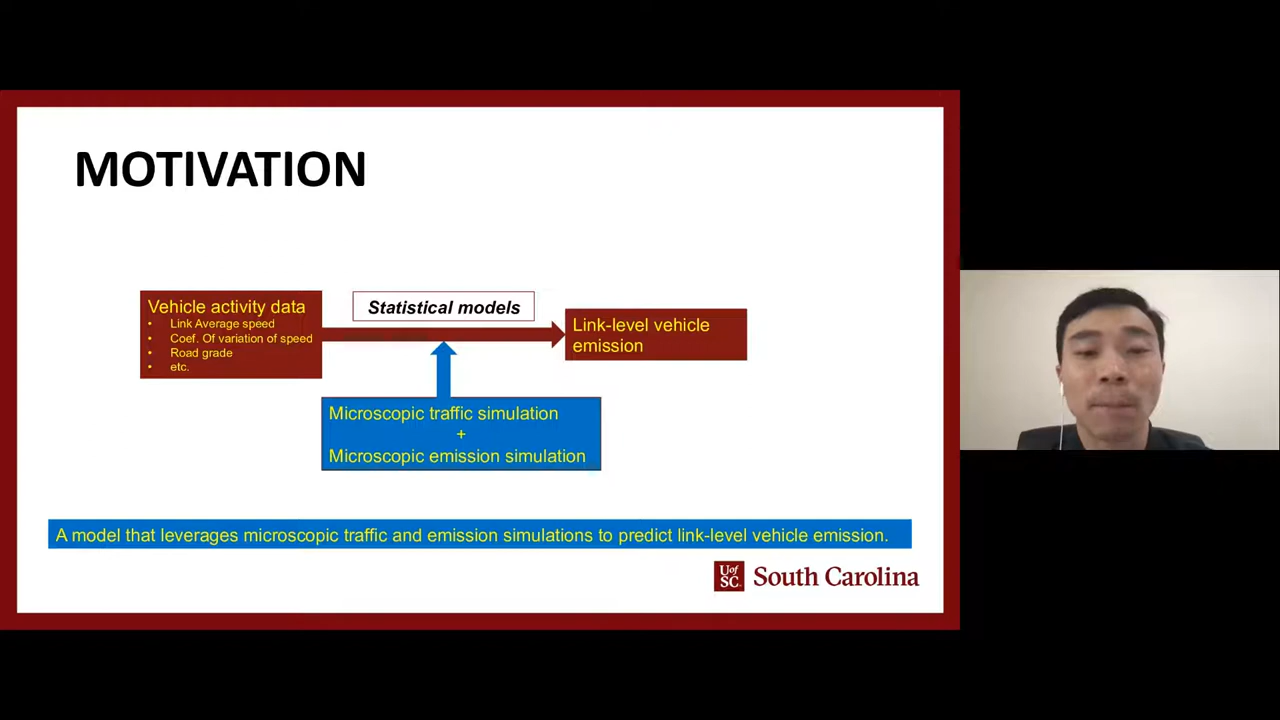 MOTIVATION
Vehicle activity data
• Link Average speed
• Coef. Of variation of speed
• Road grade
• etc.
Statistical models
Link-level vehicle
emission
Microscopic traffic simulation
+
Microscopic emission simulation
A model that leverages microscopic traffic and emission simulations to predict link-level vehicle emission.
U of
SC
South Carolina